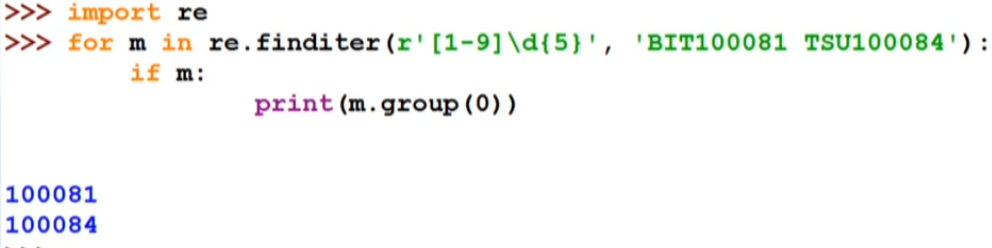 >>> import re
>>> for m in re.finditer(r'[1-9]\d{5}', 'BIT100081 TSU100084'):
        if m:
                print(m.group(0))
100081
100084